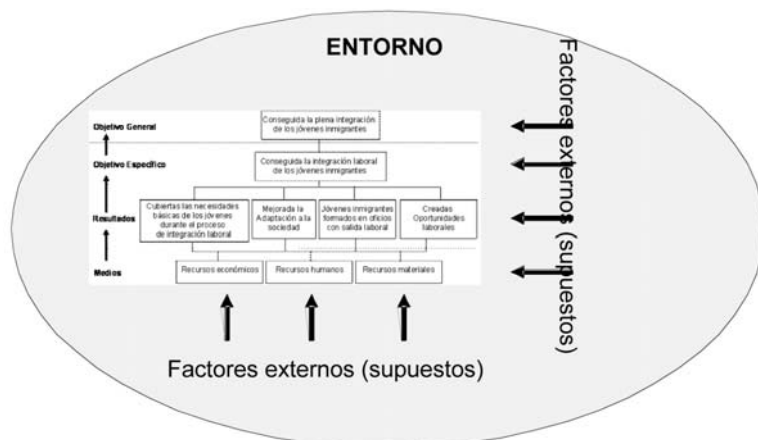 ENTORNO
Factores externos (supuestos)
Objetivo General
Conseguida la plena integración
de los jóvenes inmigrantes
Objetivo Específico
Conseguida la integración laboral
de los jóvenes inmigrantes
Resultados
Cubiertas las necesidades
básicas de los jóvenes
durante el proceso
de integración laboral
Mejorada la
Adaptación a la
sociedad
Jóvenes inmigrantes
formados en oficios
con salida laboral
Creadas
Oportunidades
laborales
Medios
Recursos económicos
Recursos humanos
Recursos materiales
Factores externos (supuestos)